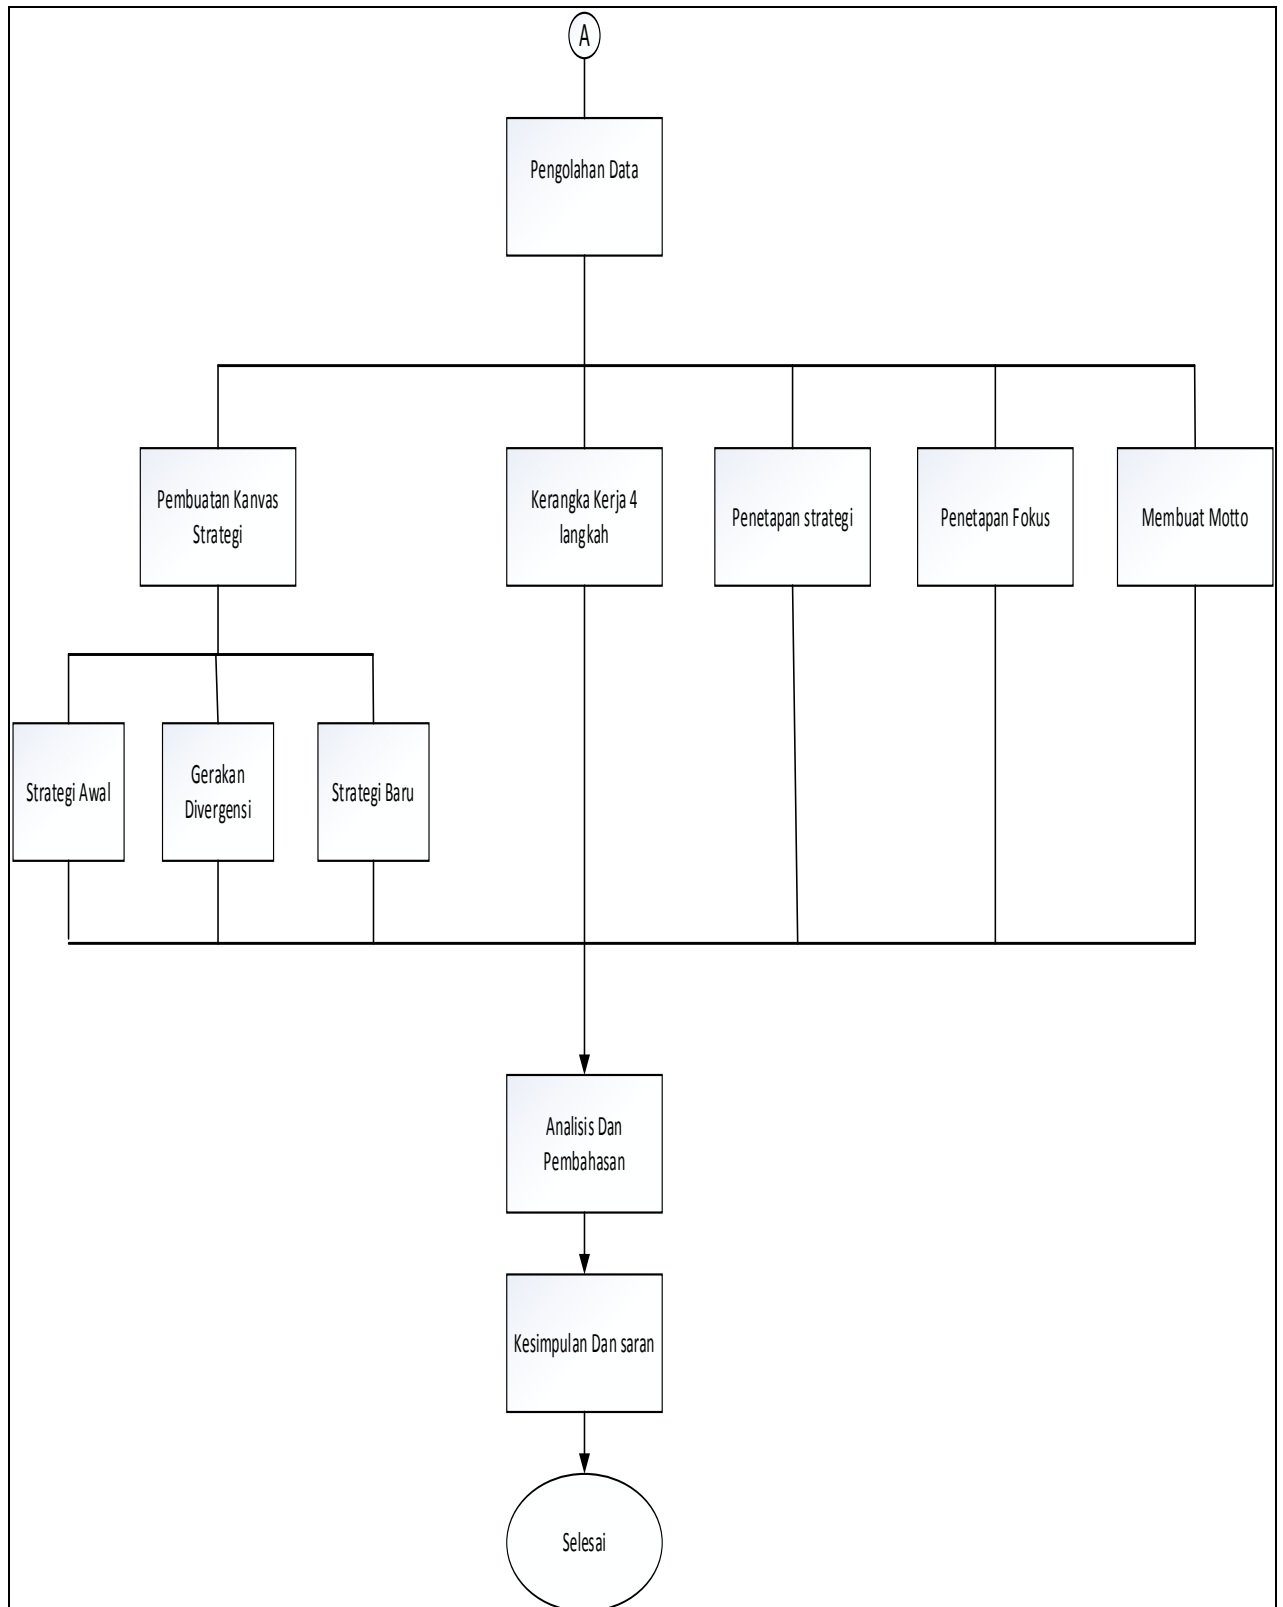 A
Pengolahan Data
Pembuatan Kanvas
Strategi
Kerangka Kerja 4
langkah
Penetapan strategi
Penetapan Fokus
Membuat Motto
Strategi Awal
Gerakan
Divergensi
Strategi Baru
Analisis Dan
Pembahasan
Kesimpulan Dan saran
Selesai